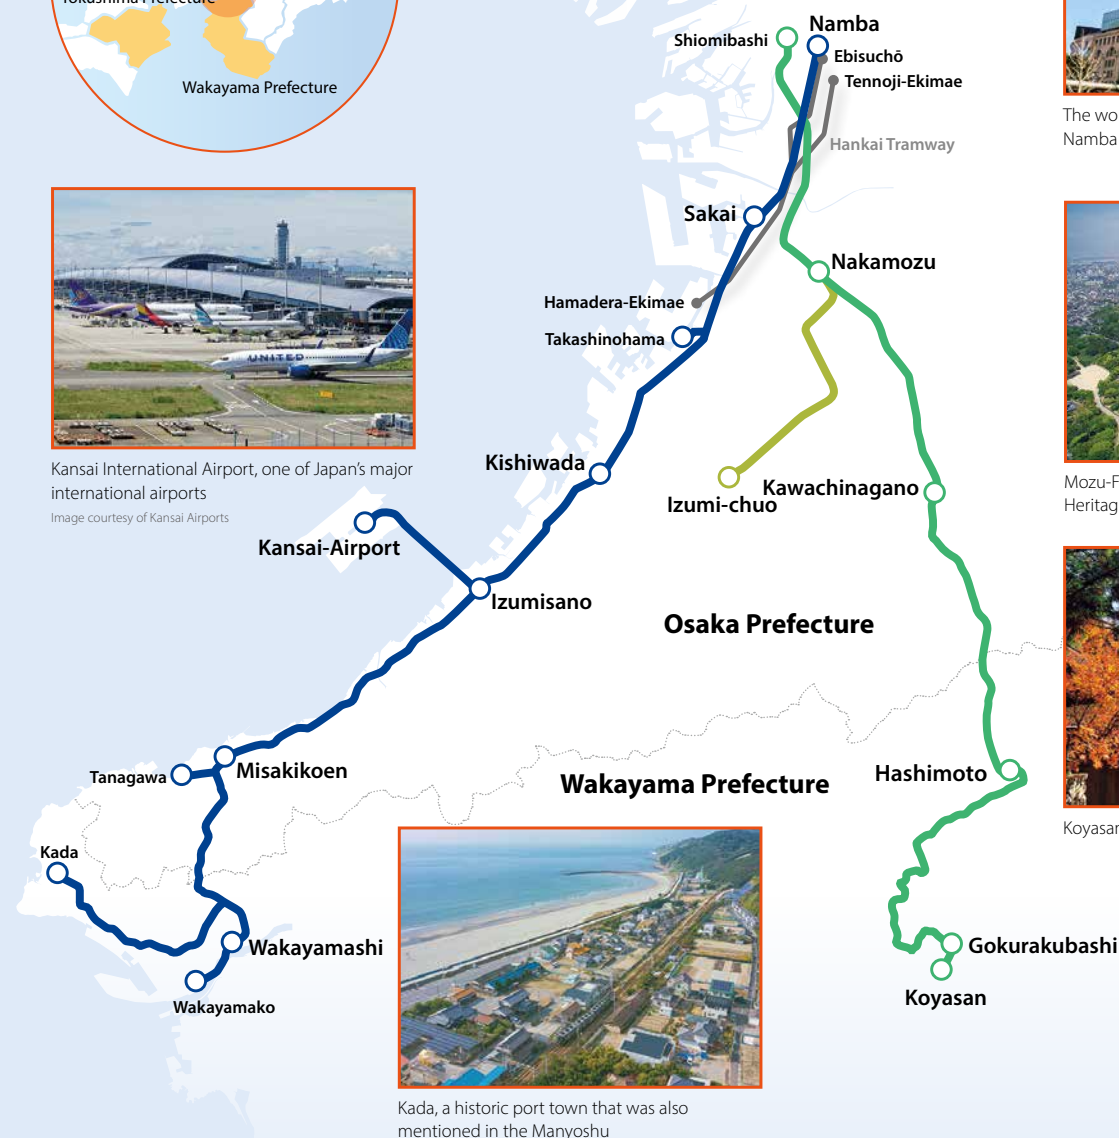 Wakayama Prefecture
Shiomibashi
Namba
Ebisuchō
Tennoji-Ekimae
Hankai Tramway
The wo
Namba
Sakai
Nakamozu
Hamadera-Ekimae
Takashinohama
UNITED
Kansai International Airport, one of Japan’s major
international airports
Image courtesy of Kansai Airports
Kishiwada
Izumi-chuo
Kawachinagano
Mozu-F
Heritag
Kansai-Airport
Izumisano
Osaka Prefecture
Misakikoen
Tanagawa
Wakayama Prefecture
Hashimoto
Koyasan
Kada
Wakayamashi
Wakayamako
Gokurakubashi
Koyasan
Kada, a historic port town that was also
mentioned in the Manyoshu